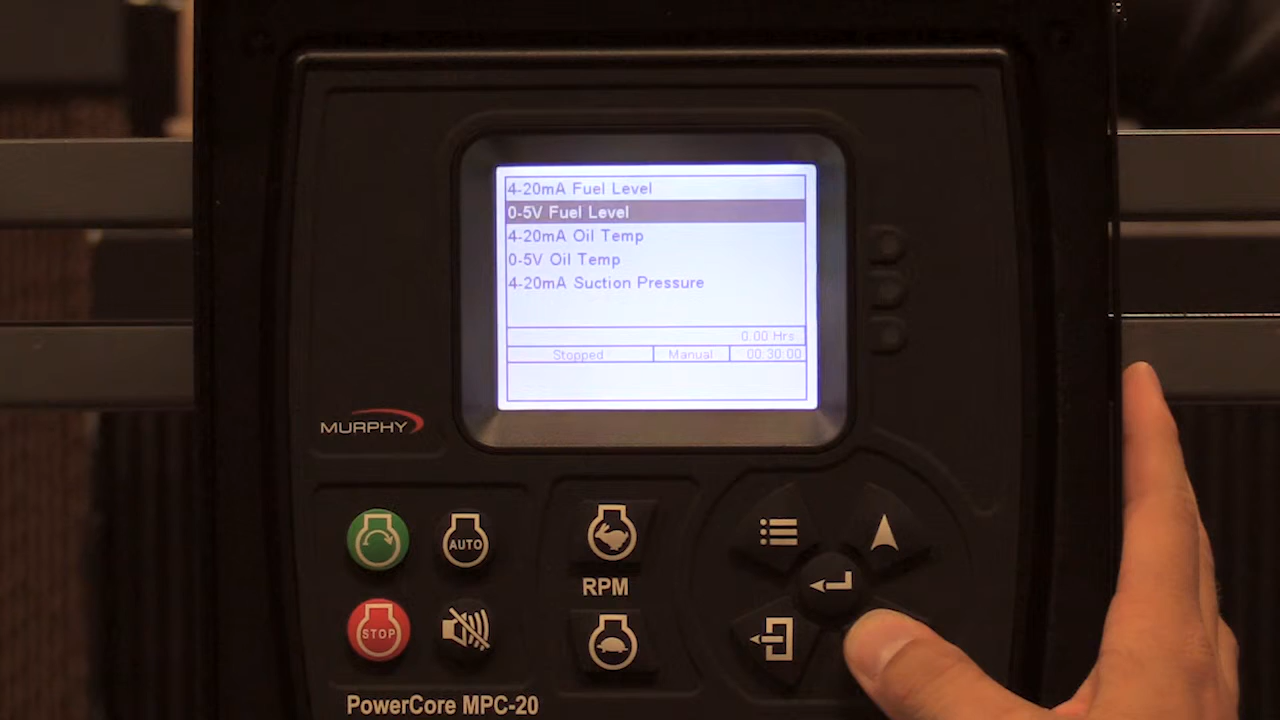 4-20mA Fuel Level
0-5V Fuel Level
4-20mA Oil Temp
0-5V Oil Temp
4-20mA Suction Pressure
0.00 Hrs
Stopped Manual 00:30:00
MURPHY
AUTO
RPM
STOP
PowerCore MPC-20